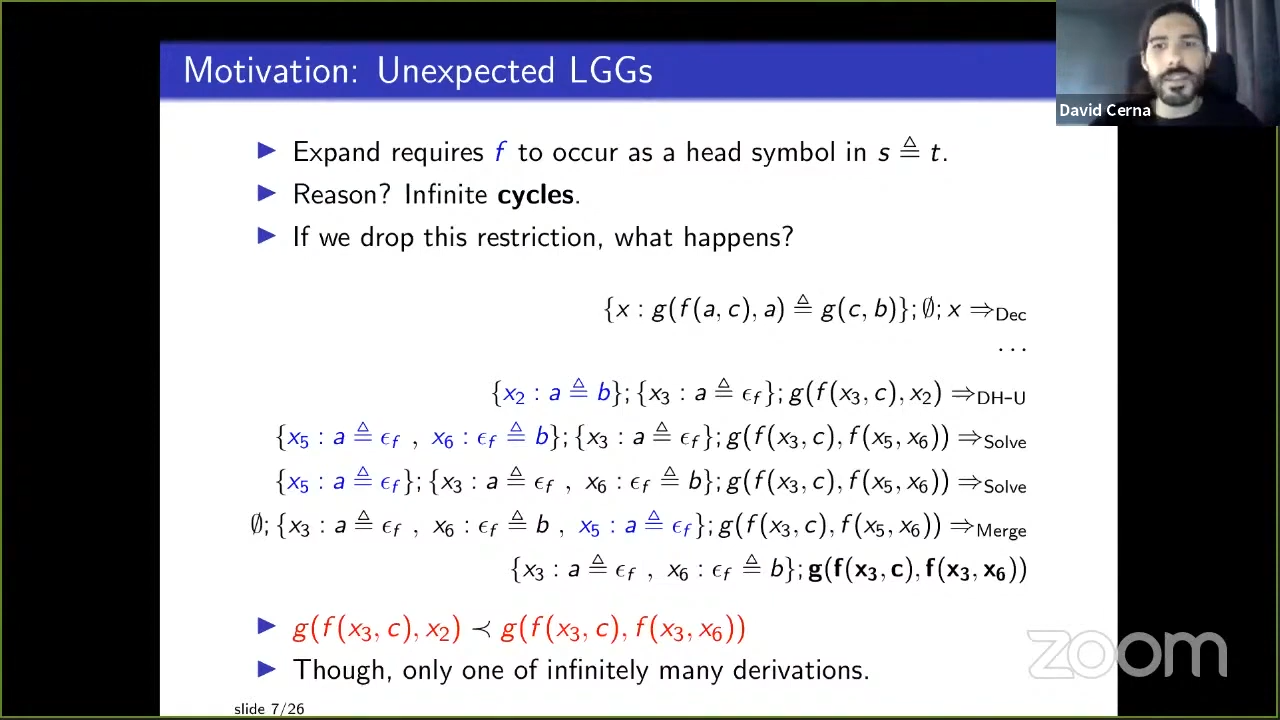 Motivation: Unexpected LGGs
David Cerna
▶ Expand requires f to occur as a head symbol in s ≜ t.
▶ Reason? Infinite cycles.
▶ If we drop this restriction, what happens?
{x : g(f(a, c), a) ≜ g(c, b)}; ∅; x ⇒Dec
...
{x₂ : a ≜ b}; {x₃ : a ≜ ϵf}; g(f(x₃, c), x₂) ⇒DH-U
{x₅ : a ≜ ϵf , x₆ : ϵf ≜ b}; {x₃ : a ≜ ϵf}; g(f(x₃, c), f(x₅, x₆)) ⇒Solve
{x₅ : a ≜ ϵf}; {x₃ : a ≜ ϵf , x₆ : ϵf ≜ b}; g(f(x₃, c), f(x₅, x₆)) ⇒Solve
∅; {x₃ : a ≜ ϵf , x₆ : ϵf ≜ b , x₅ : a ≜ ϵf}; g(f(x₃, c), f(x₅, x₆)) ⇒Merge
{x₃ : a ≜ ϵf , x₆ : ϵf ≜ b}; g(f(x₃, c), f(x₃, x₆))
▶ g(f(x₃, c), x₂) ≺ g(f(x₃, c), f(x₃, x₆))
▶ Though, only one of infinitely many derivations.
zoom
slide 7/26